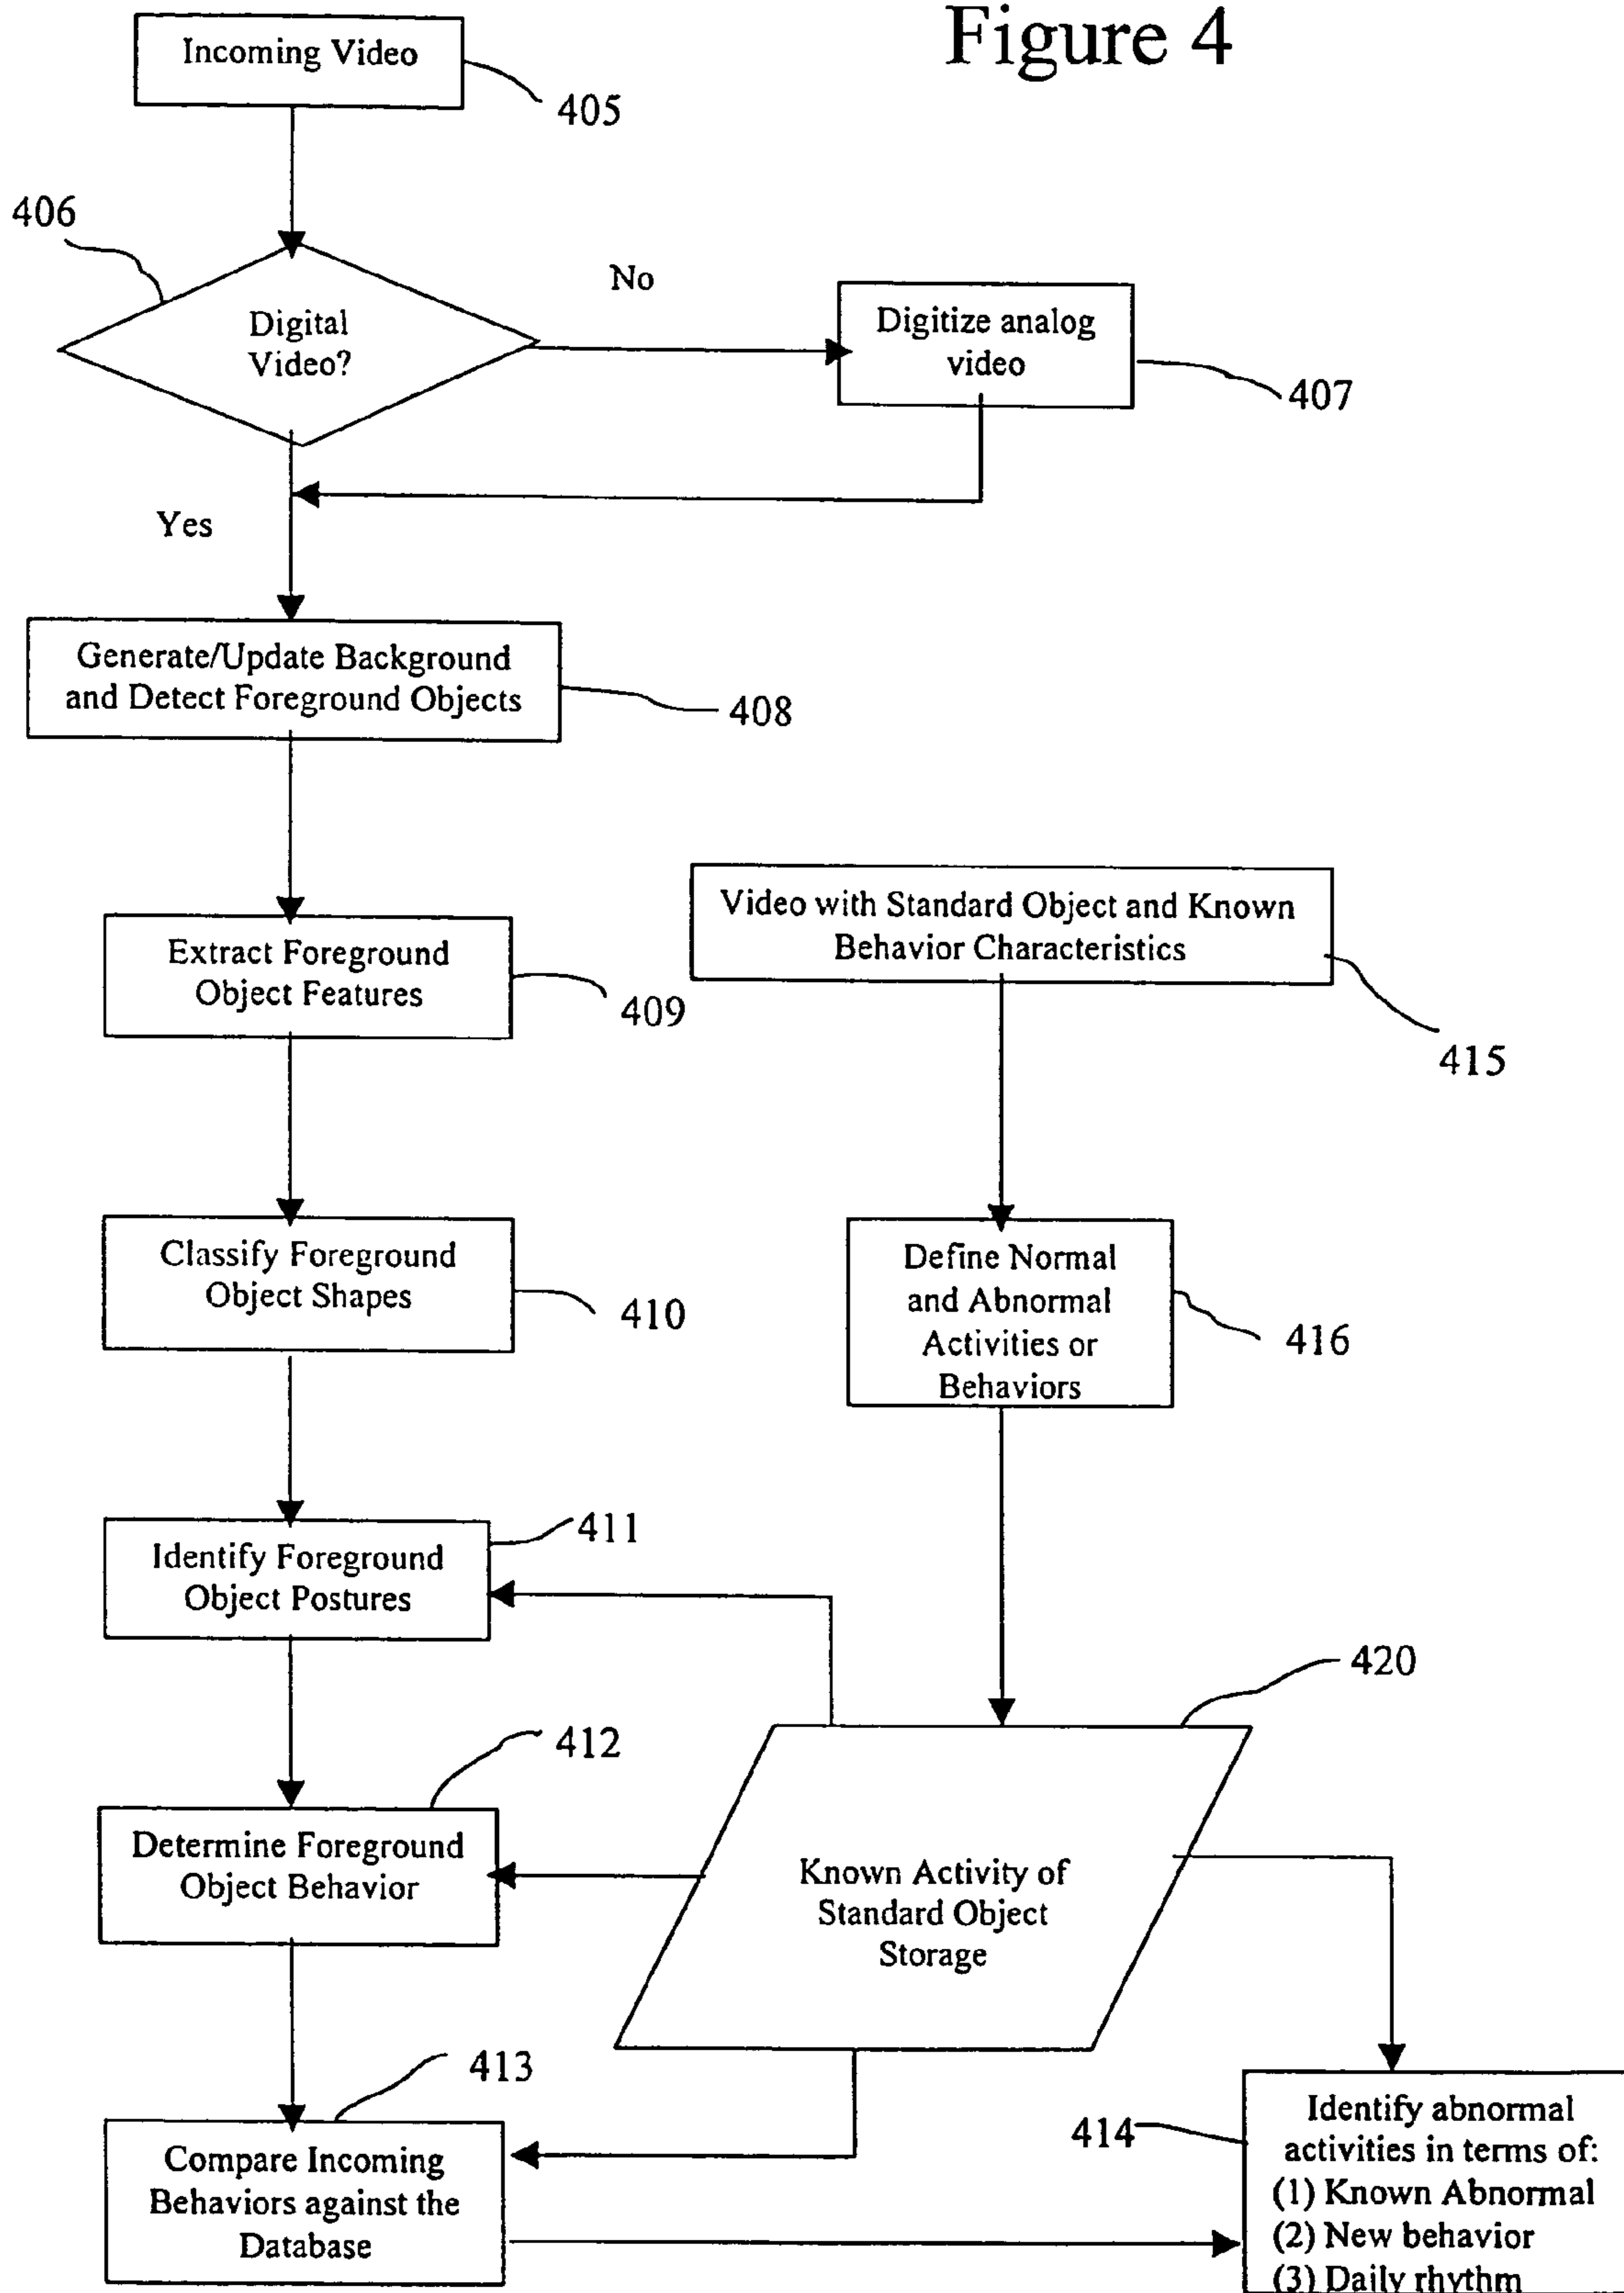 Figure 4
Incoming Video
405
406
Digital
Video?
No
Digitize analog
video
407
Yes
Generate/Update Background
and Detect Foreground Objects
408
Extract Foreground
Object Features
409
Video with Standard Object and Known
Behavior Characteristics
415
Classify Foreground
Object Shapes
410
Define Normal
and Abnormal
Activities or
Behaviors
416
Identify Foreground
Object Postures
411
420
412
Determine Foreground
Object Behavior
Known Activity of
Standard Object
Storage
413
Compare Incoming
Behaviors against the
Database
414
Identify abnormal
activities in terms of:
(1) Known Abnormal
(2) New behavior
(3) Daily rhythm